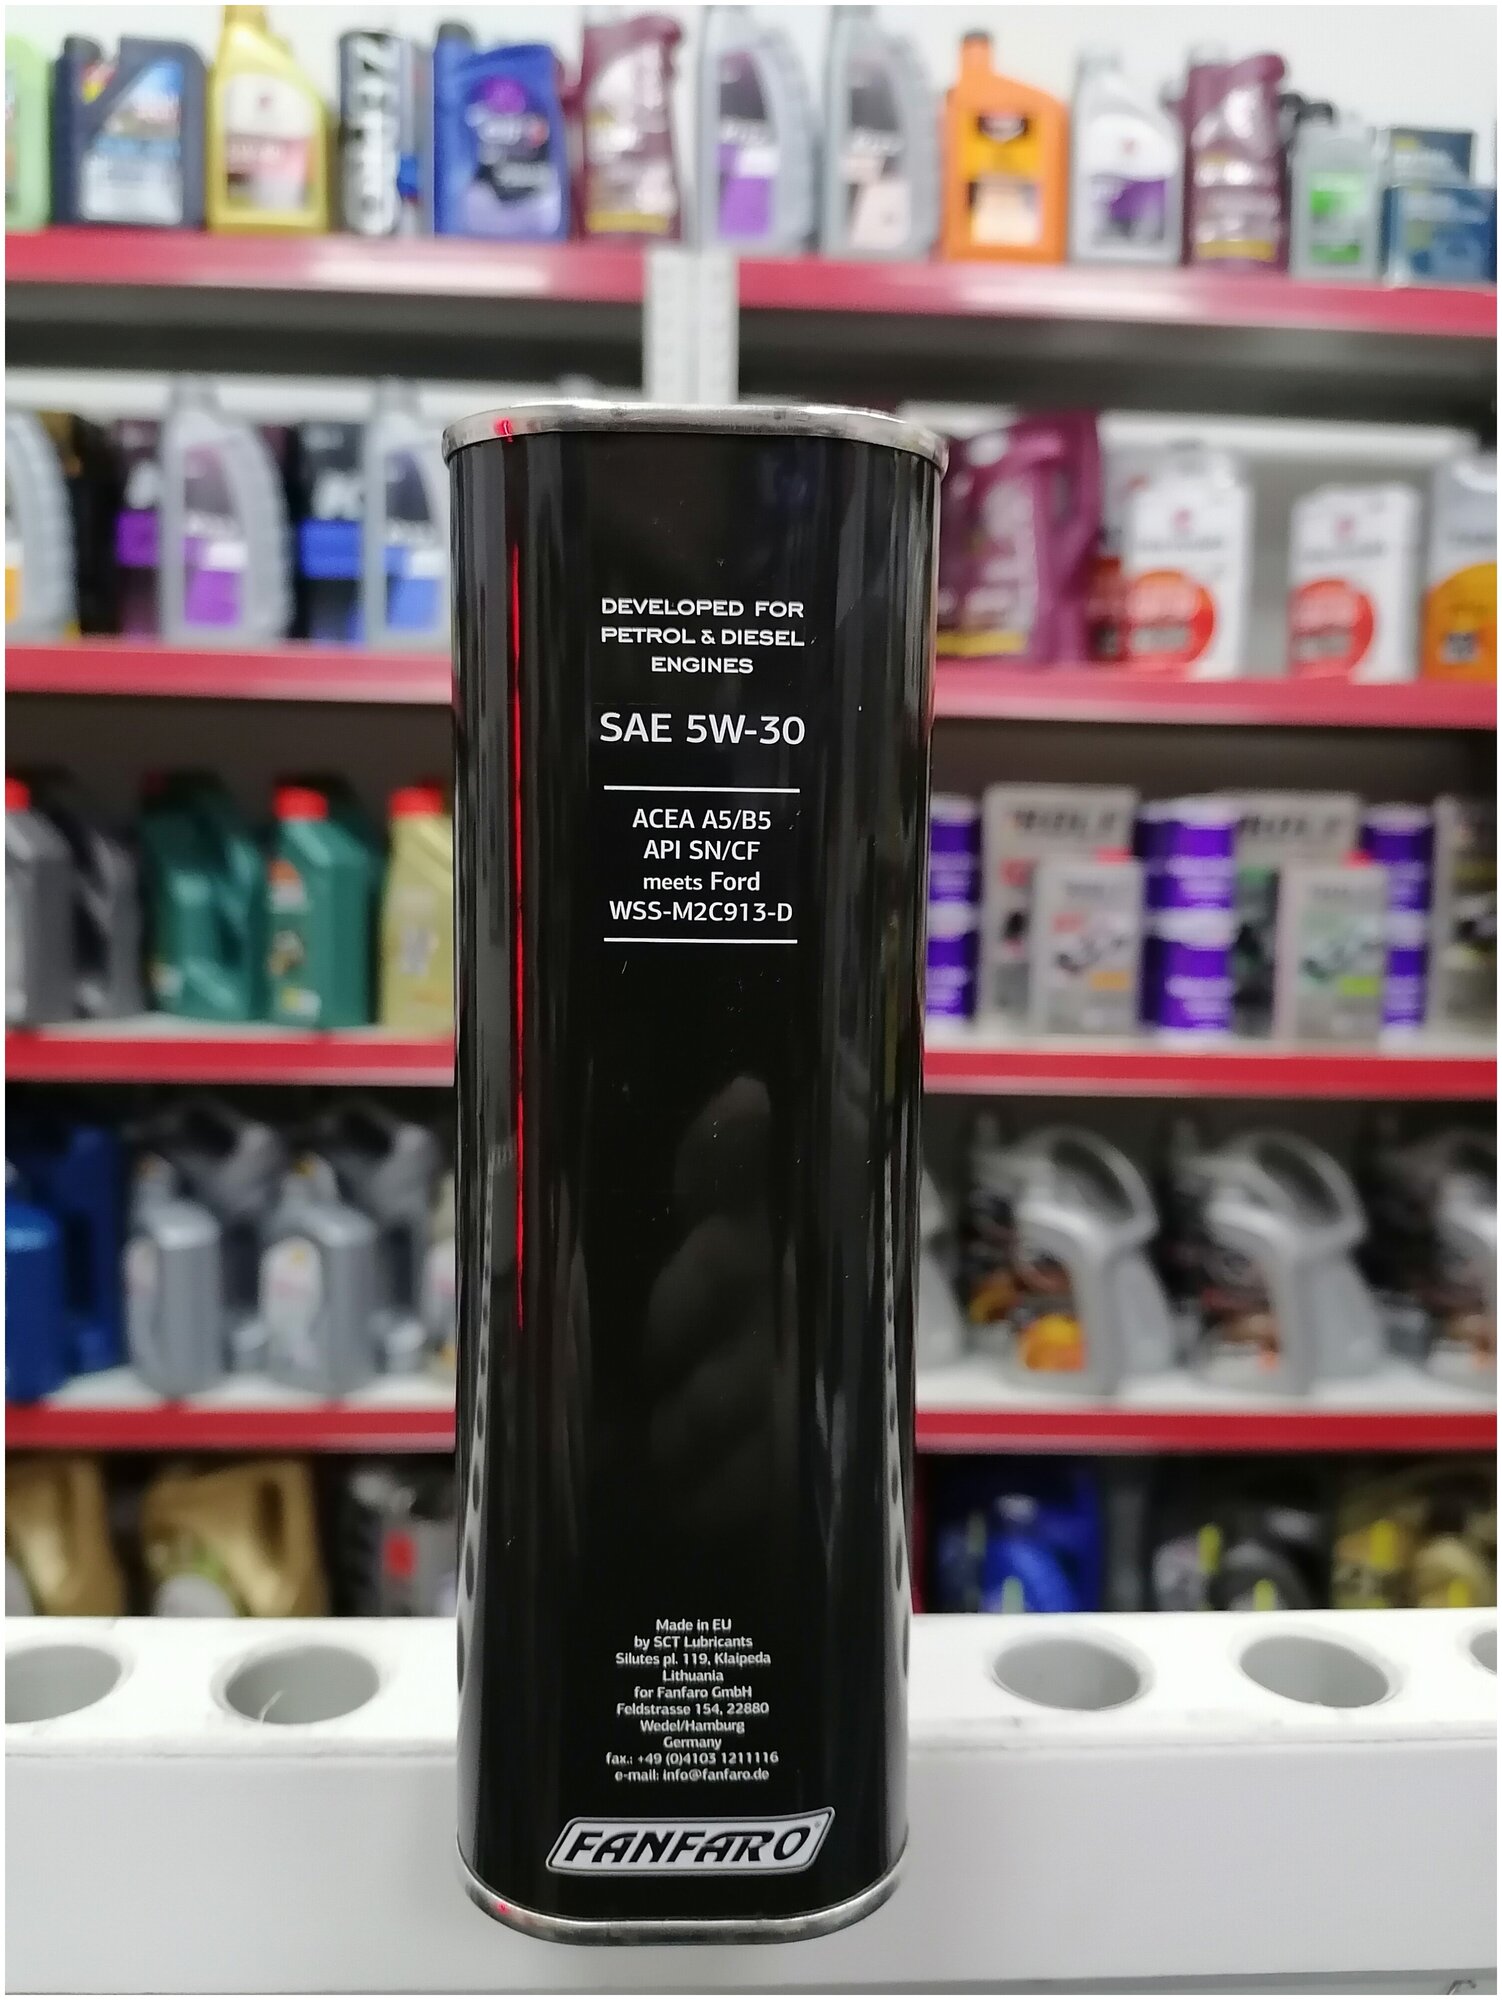 DEVELOPED FOR
PETROL & DIESEL
ENGINES
SAE 5W-30
ACEA A5/B5
API SN/CF
meets Ford
WSS-M2C913-D
Made in EU
by SCT Lubricants
Silutes pl. 119, Klaipeda
Lithuania
for Fanfaro GmbH
Feldstrasse 154, 22880
Wedel/Hamburg
Germany
fax.: +49 (0)4103 1211116
e-mail: info@fanfaro.de
FANFARO